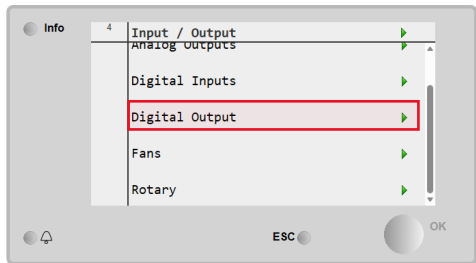 Info
4
Input / Output
Analog Outputs
Digital Inputs
Digital Output
Fans
Rotary
ESC
OK